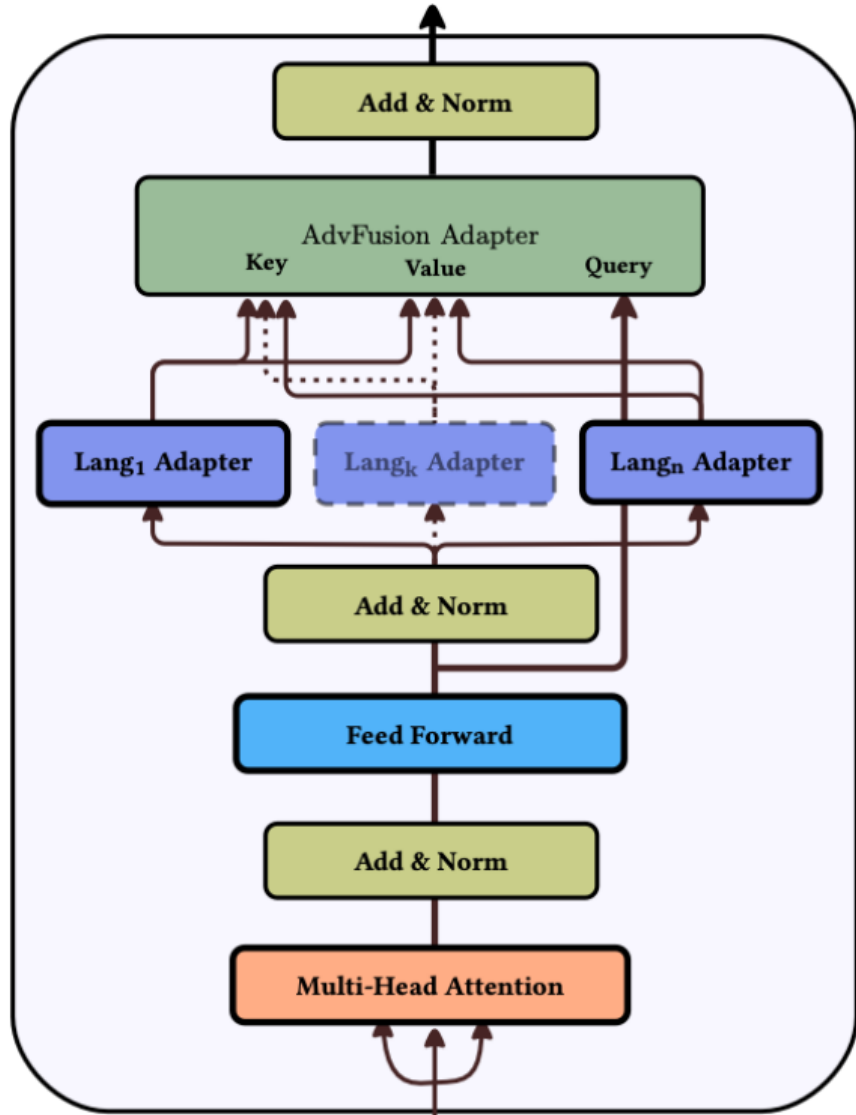 Add & Norm
AdvFusion Adapter
Key Value Query
Lang₁ Adapter Langₖ Adapter Langₙ Adapter
Add & Norm
Feed Forward
Add & Norm
Multi-Head Attention